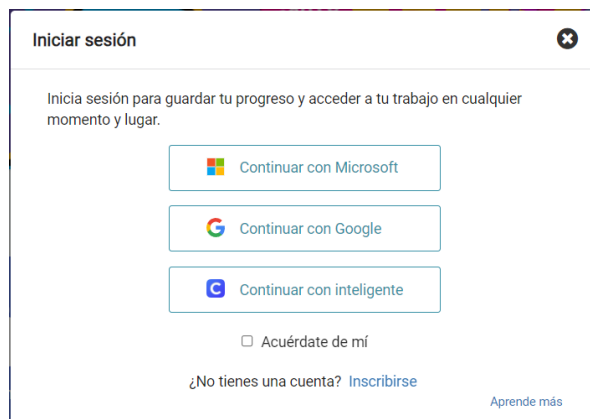 Iniciar sesión
Inicia sesión para guardar tu progreso y acceder a tu trabajo en cualquier
momento y lugar.
Continuar con Microsoft
Continuar con Google
C Continuar con inteligente
Acuérdate de mí
¿No tienes una cuenta? Inscribirse
Aprende más